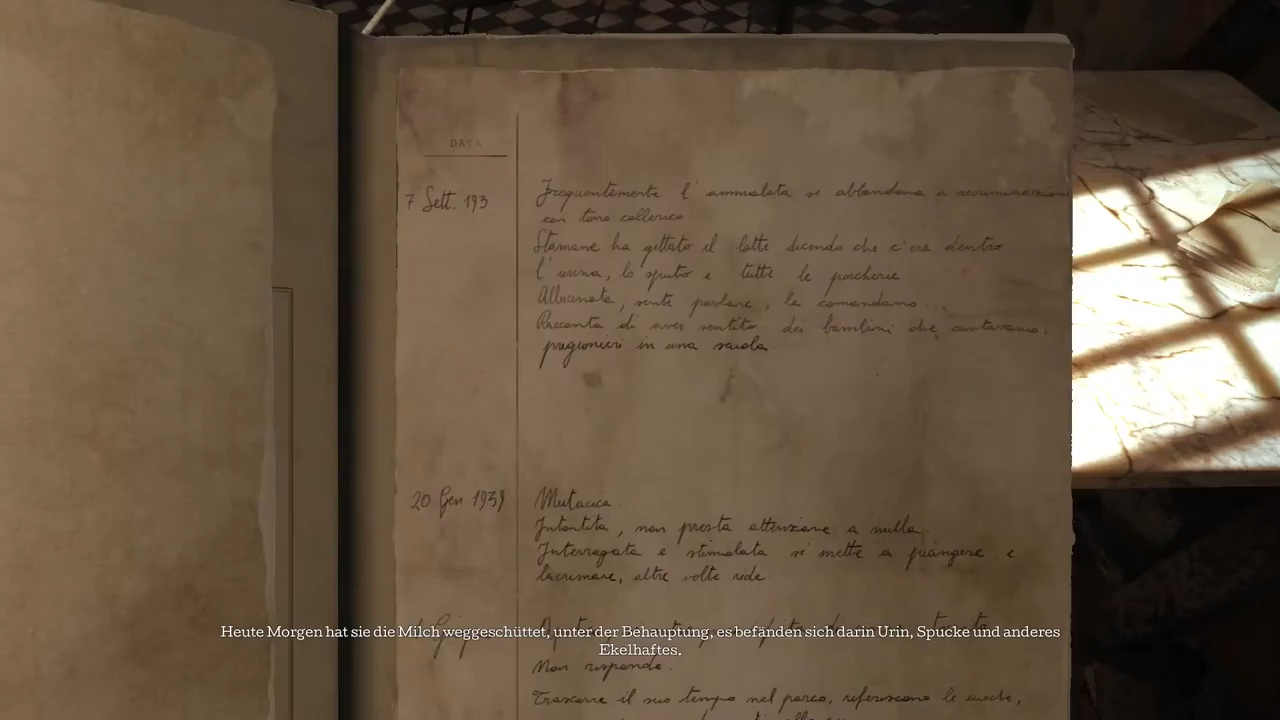 DATA
7 Sett. 193
Frequentemente l'ammalata si abbandona a recriminazioni
con tono collerico
Stamane ha gettato il latte dicendo che c'era dentro
l'urina, lo sputo e tutte le porcherie
Allucinata, sente parlare, la comandano...
Racconta di aver sentito dei bambini che cantavano,
prigionieri in una scuola.
20 Gen 1939
Mutacica.
Intontita, non presta attenzione a nulla.
Interrogata e stimolata si mette a piangere e
lacrimare, altre volte ride.
Heute Morgen hat sie die Milch weggeschüttet, unter der Behauptung, es befänden sich darin Urin, Spucke und anderes
Ekelhaftes.
Non risponde.
Trascorre il suo tempo nel parco, riferiscono le suore,